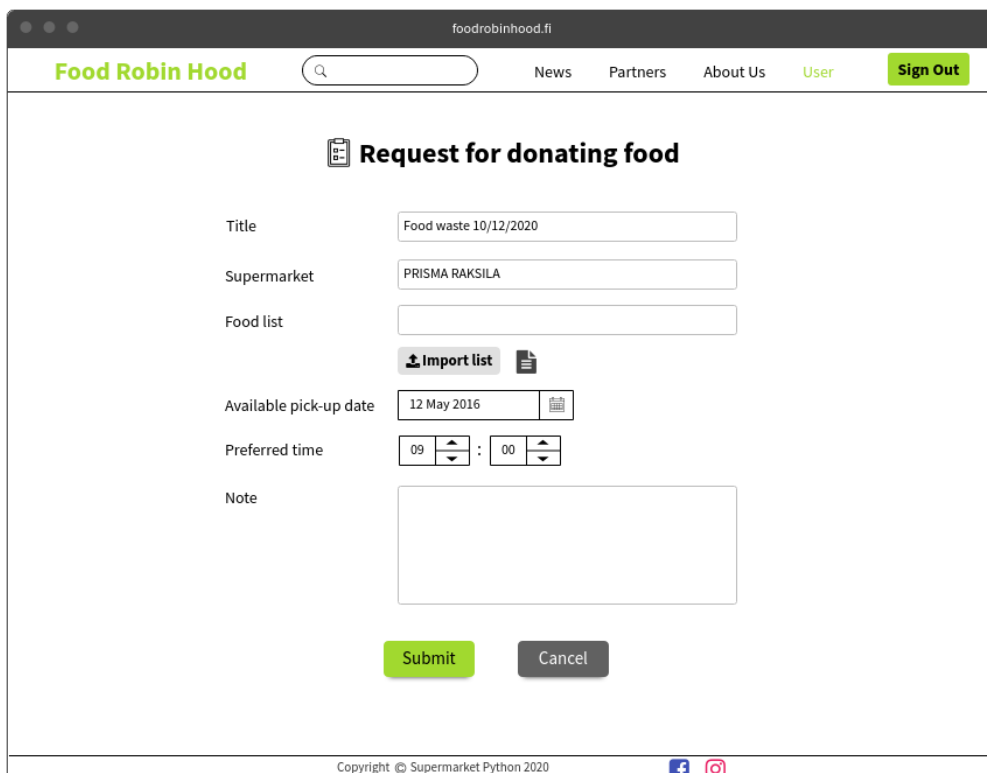 foodrobinhood.fi
Food Robin Hood News Partners About Us User Sign Out
Request for donating food
Title Food waste 10/12/2020
Supermarket PRISMA RAKSILA
Food list
Import list
Available pick-up date 12 May 2016
Preferred time 09 : 00
Note
Submit Cancel
Copyright © Supermarket Python 2020